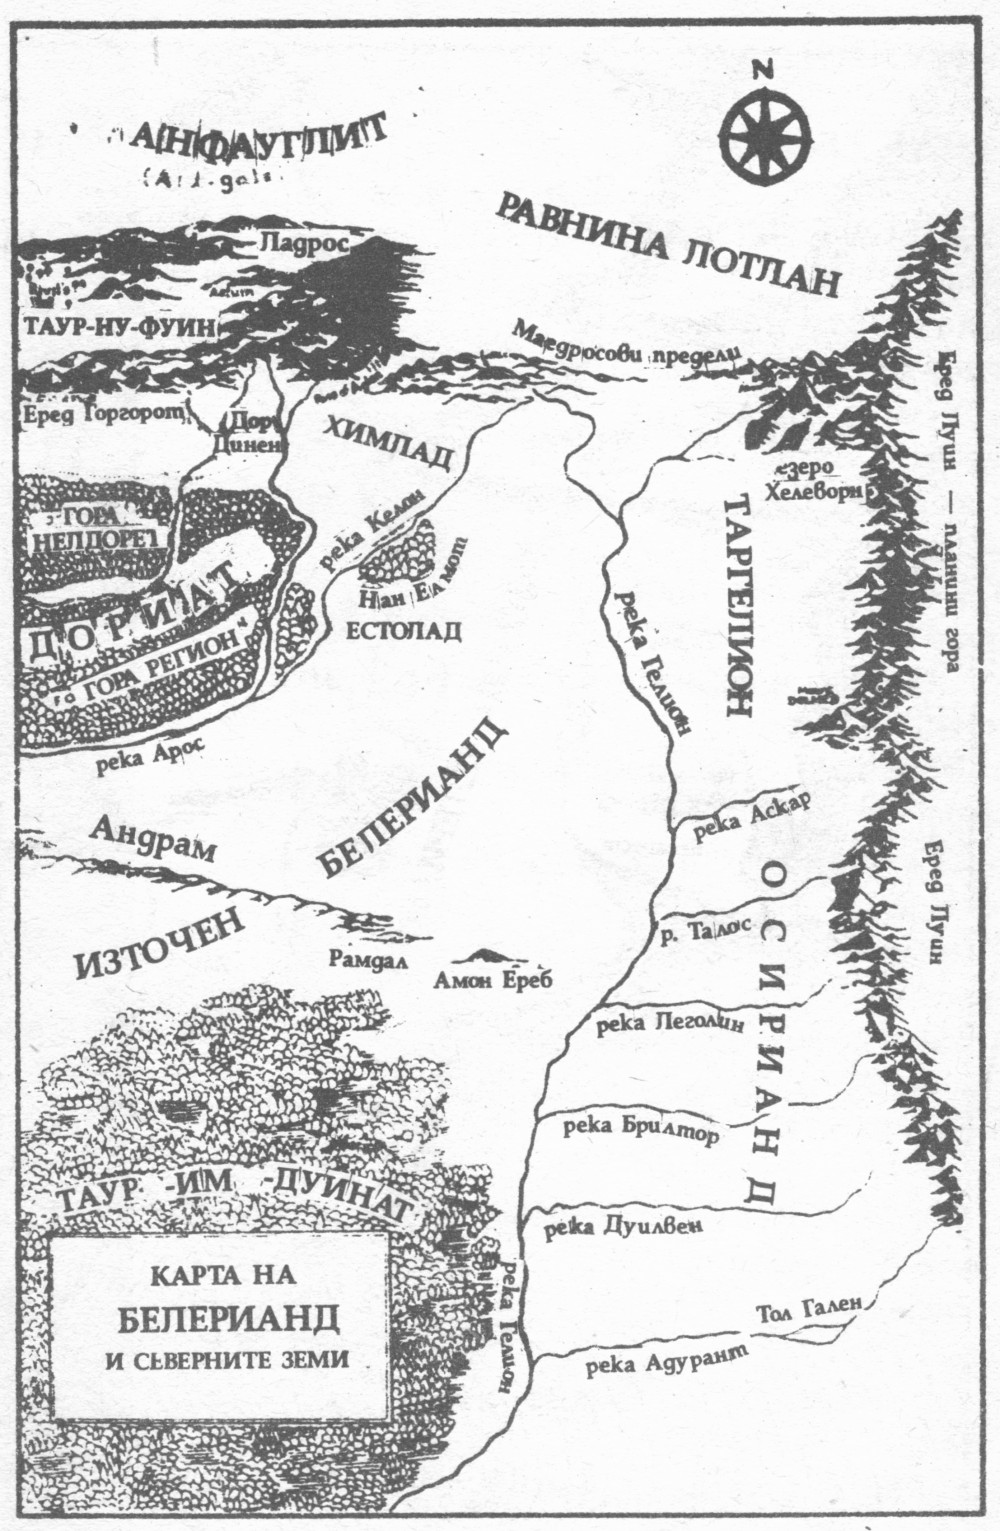 N
АНФАУГЛИТ
РАВНИНА ЛОТЛАН
Ладрос
ТАУР-НУ-ФУИН
Маедросови предели
Еред Горгорот
Дор
Динен
ХИМЛАД
езеро
Хелеворн
Еред Луин — планини гора
ГОРА
НЕЛДОРЕТ
река Келон
ТАРГЕЛИОН
Нан Елмот
ДОРИАТ
ЕСТОЛАД
река Гелион
ГОРА РЕГИОН
река Арос
БЕЛЕРИАНД
река Аскар
Андрам
Еред Луин
ОСИРИАНД
р. Талос
ИЗТОЧЕН
Рамдал
Амон Ереб
река Леголин
река Брилтор
ТАУР-ИМ-ДУИНАТ
река Дуилвен
КАРТА НА
БЕЛЕРИАНД
И СЕВЕРНИТЕ ЗЕМИ
река Гелион
Тол Гален
река Адурант